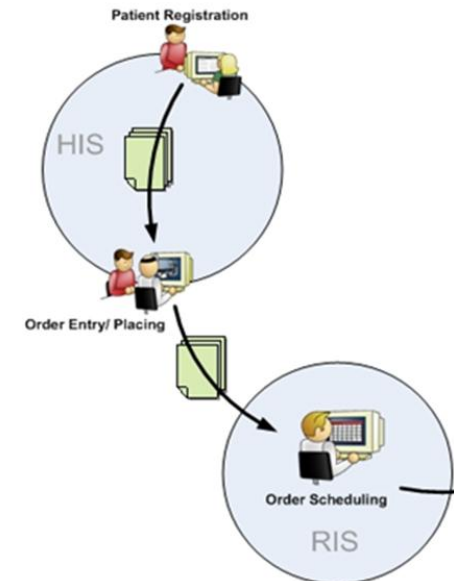 Patient Registration
HIS
Order Entry/ Placing
Order Scheduling
RIS